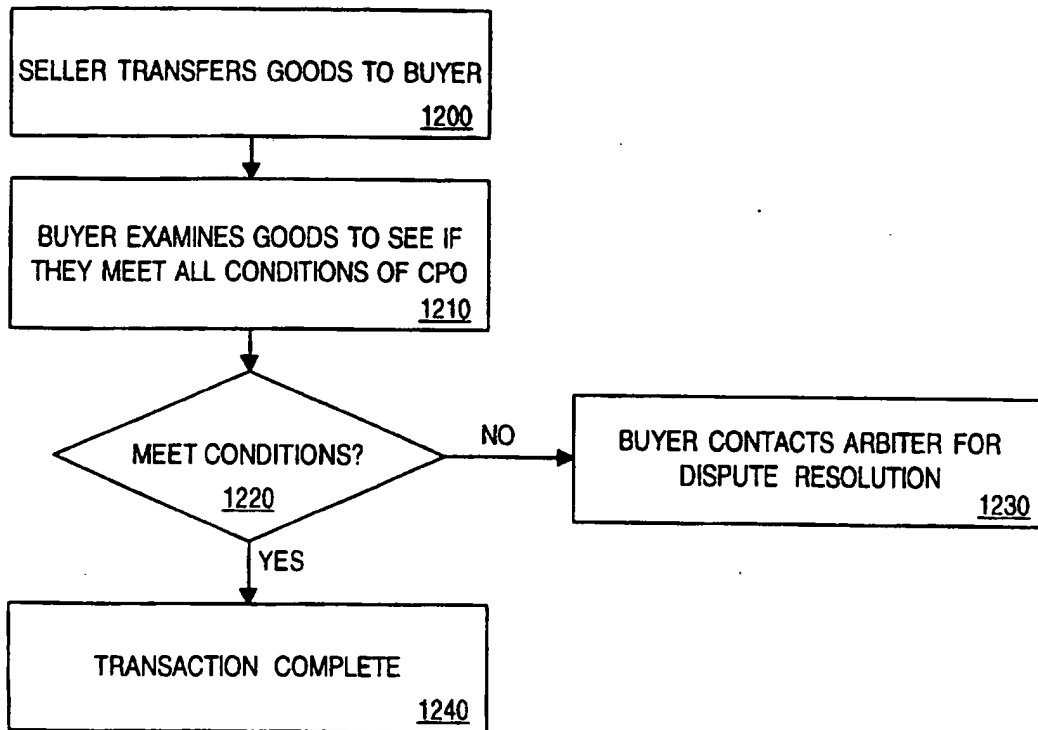 SELLER TRANSFERS GOODS TO BUYER
1200
BUYER EXAMINES GOODS TO SEE IF
THEY MEET ALL CONDITIONS OF CPO
1210
MEET CONDITIONS?
1220
NO
BUYER CONTACTS ARBITER FOR
DISPUTE RESOLUTION
1230
YES
TRANSACTION COMPLETE
1240